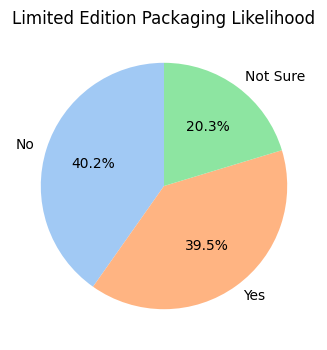 Limited Edition Packaging Likelihood
Not Sure
20.3%
No
40.2%
39.5%
Yes